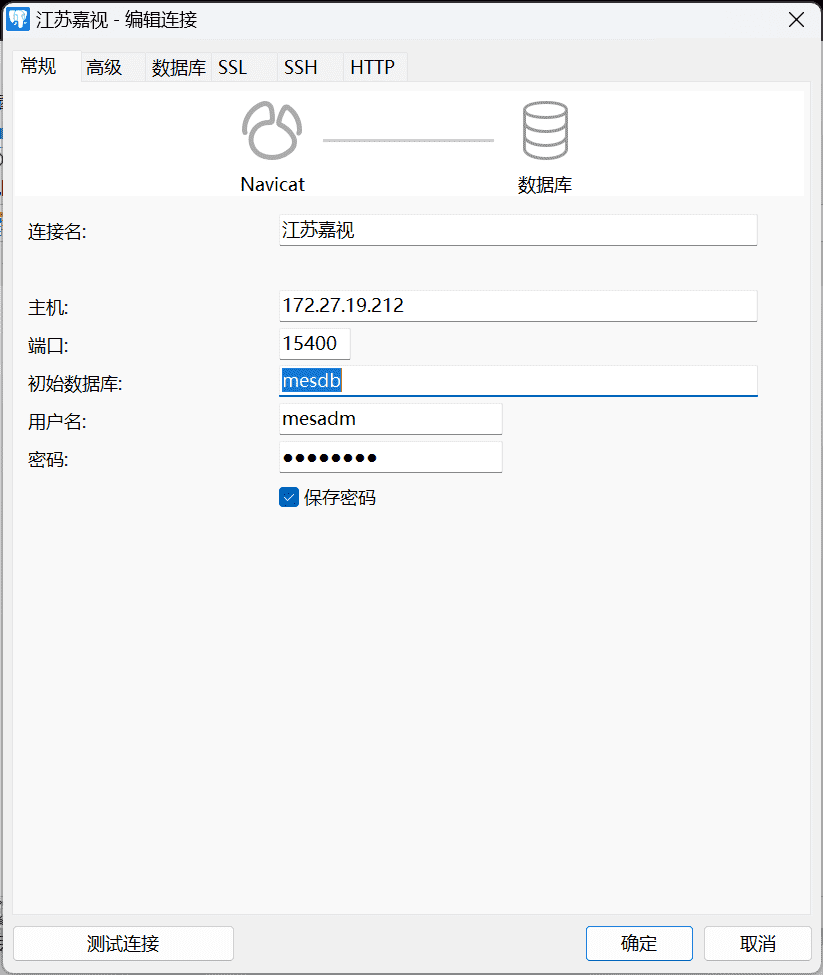 江苏嘉视 - 编辑连接
常规 高级 数据库 SSL SSH HTTP
Navicat 数据库
连接名: 江苏嘉视
主机: 172.27.19.212
端口: 15400
初始数据库: mesdb
用户名: mesadm
密码: ●●●●●●●●
保存密码
测试连接 确定 取消